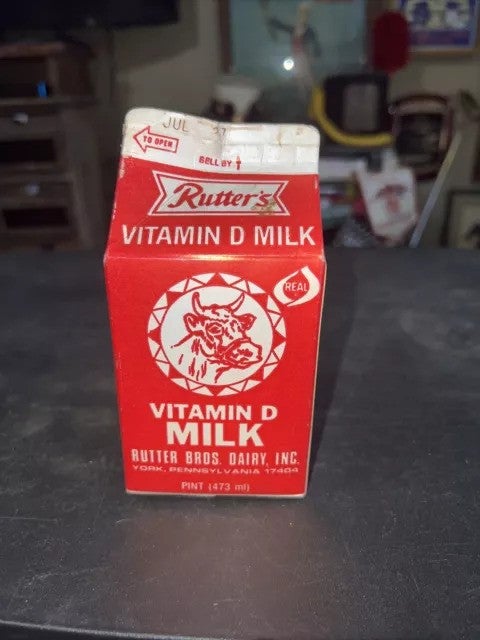 JUL 27
TO OPEN
SELL BY
Rutter's
VITAMIN D MILK
REAL
VITAMIN D
MILK
RUTTER BROS. DAIRY, INC.
YORK, PENNSYLVANIA 17404
PINT (473 ml)